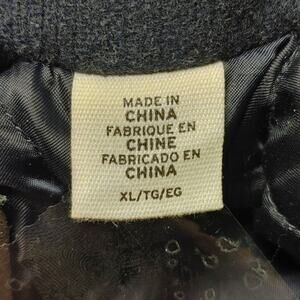 MADE IN
CHINA
FABRIQUE EN
CHINE
FABRICADO EN
CHINA
XL/TG/EG